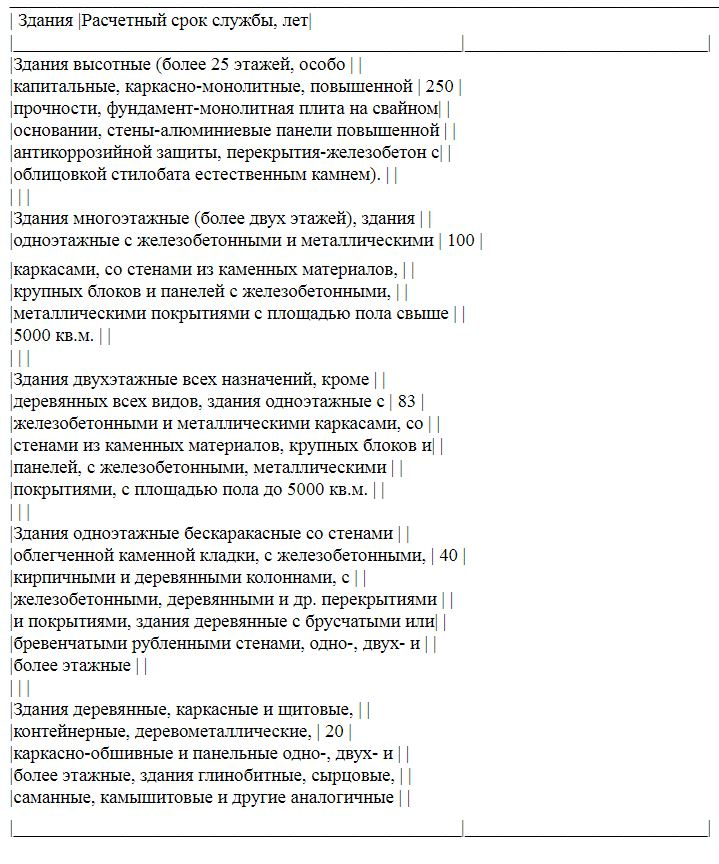 | Здания |Расчетный срок службы, лет|
|________________________________________________|__________________________|
|Здания высотные (более 25 этажей, особо | |
|капитальные, каркасно-монолитные, повышенной | 250 |
|прочности, фундамент-монолитная плита на свайном| |
|основании, стены-алюминиевые панели повышенной | |
|антикоррозийной защиты, перекрытия-железобетон с| |
|облицовкой стилобата естественным камнем). | |
| | |
|Здания многоэтажные (более двух этажей), здания | |
|одноэтажные с железобетонными и металлическими | 100 |
|каркасами, со стенами из каменных материалов, | |
|крупных блоков и панелей с железобетонными, | |
|металлическими покрытиями с площадью пола свыше | |
|5000 кв.м. | |
| | |
|Здания двухэтажные всех назначений, кроме | |
|деревянных всех видов, здания одноэтажные с | 83 |
|железобетонными и металлическими каркасами, со | |
|стенами из каменных материалов, крупных блоков и| |
|панелей, с железобетонными, металлическими | |
|покрытиями, с площадью пола до 5000 кв.м. | |
| | |
|Здания одноэтажные бескаракасные со стенами | |
|облегченной каменной кладки, с железобетонными, | 40 |
|кирпичными и деревянными колоннами, с | |
|железобетонными, деревянными и др. перекрытиями | |
|и покрытиями, здания деревянные с брусчатыми или| |
|бревенчатыми рубленными стенами, одно-, двух- и | |
|более этажные | |
| | |
|Здания деревянные, каркасные и щитовые, | |
|контейнерные, деревометаллические, | 20 |
|каркасно-обшивные и панельные одно-, двух- и | |
|более этажные, здания глинобитные, сырцовые, | |
|саманные, камышитовые и другие аналогичные | |
|________________________________________________|__________________________|